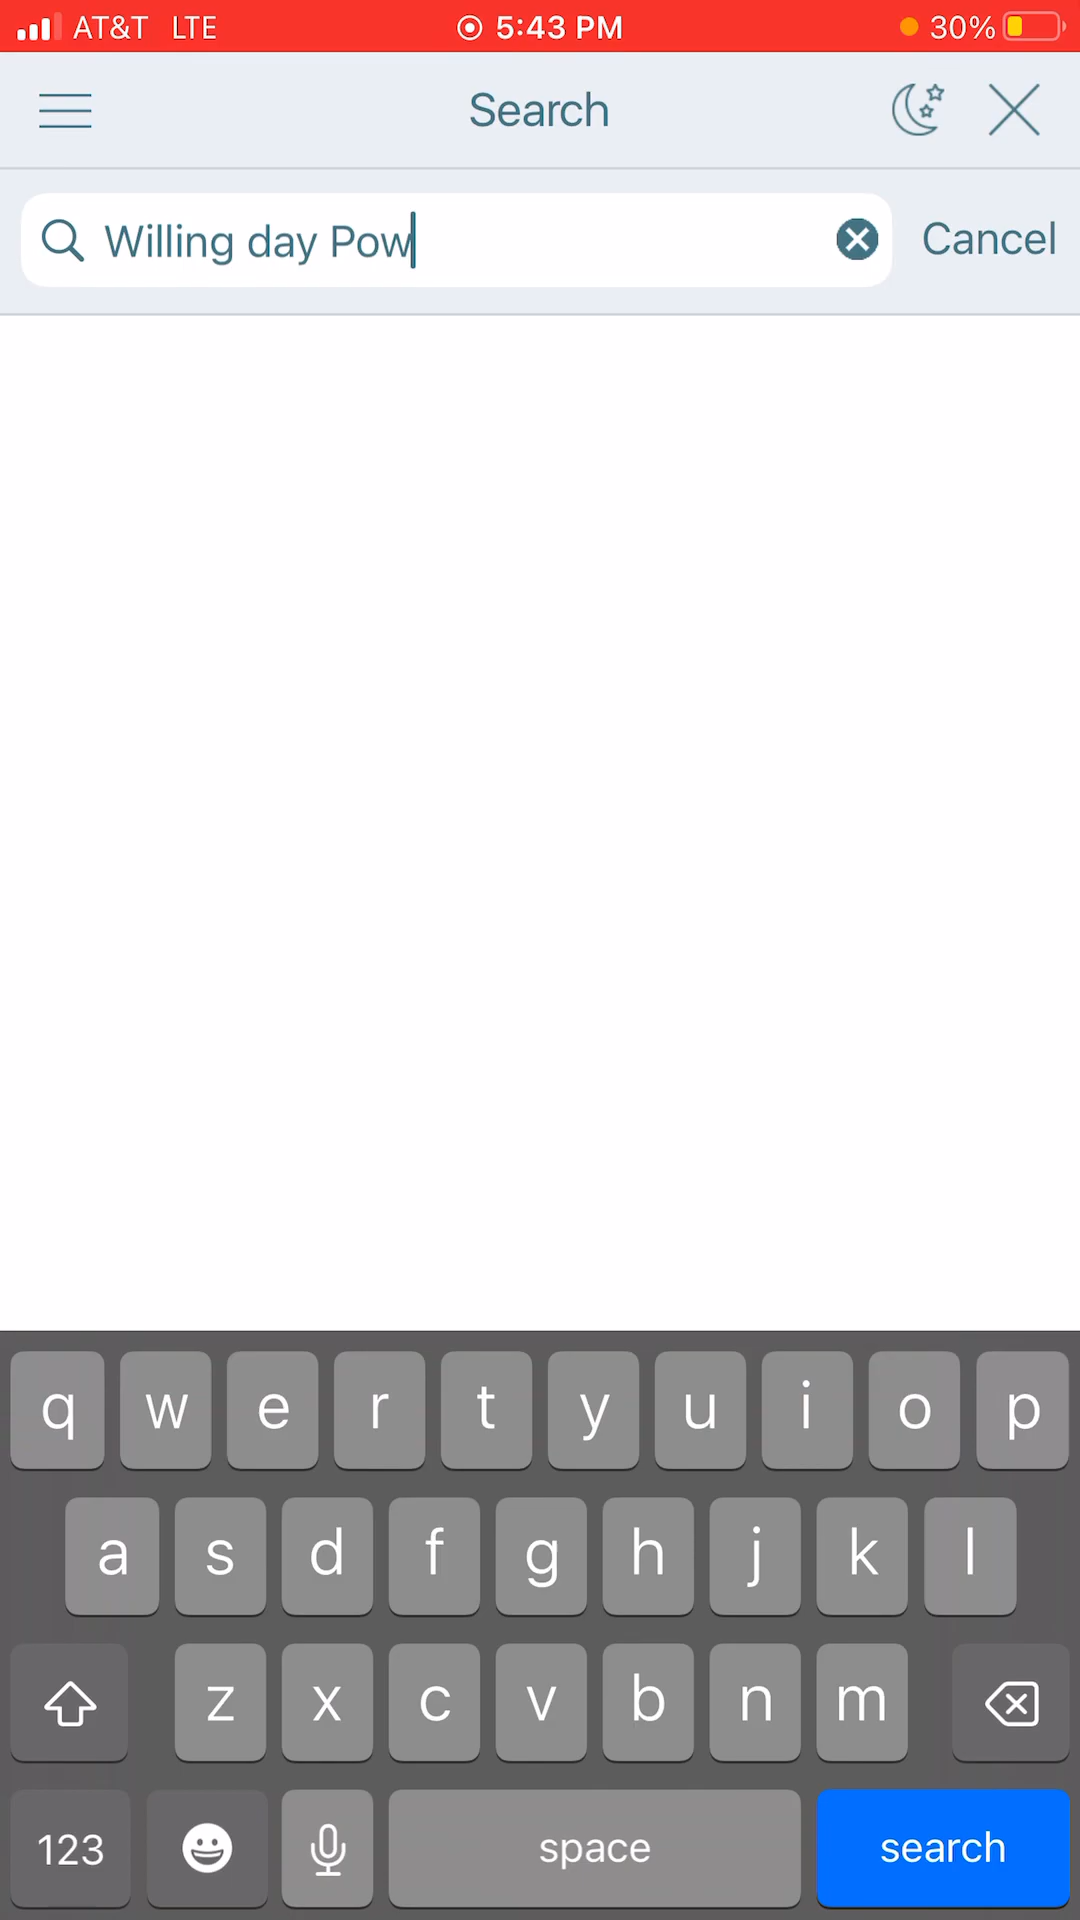 AT&T LTE 5:43 PM 30%
Search
Willing day Pow Cancel
q w e r t y u i o p
a s d f g h j k l
z x c v b n m
123 space search